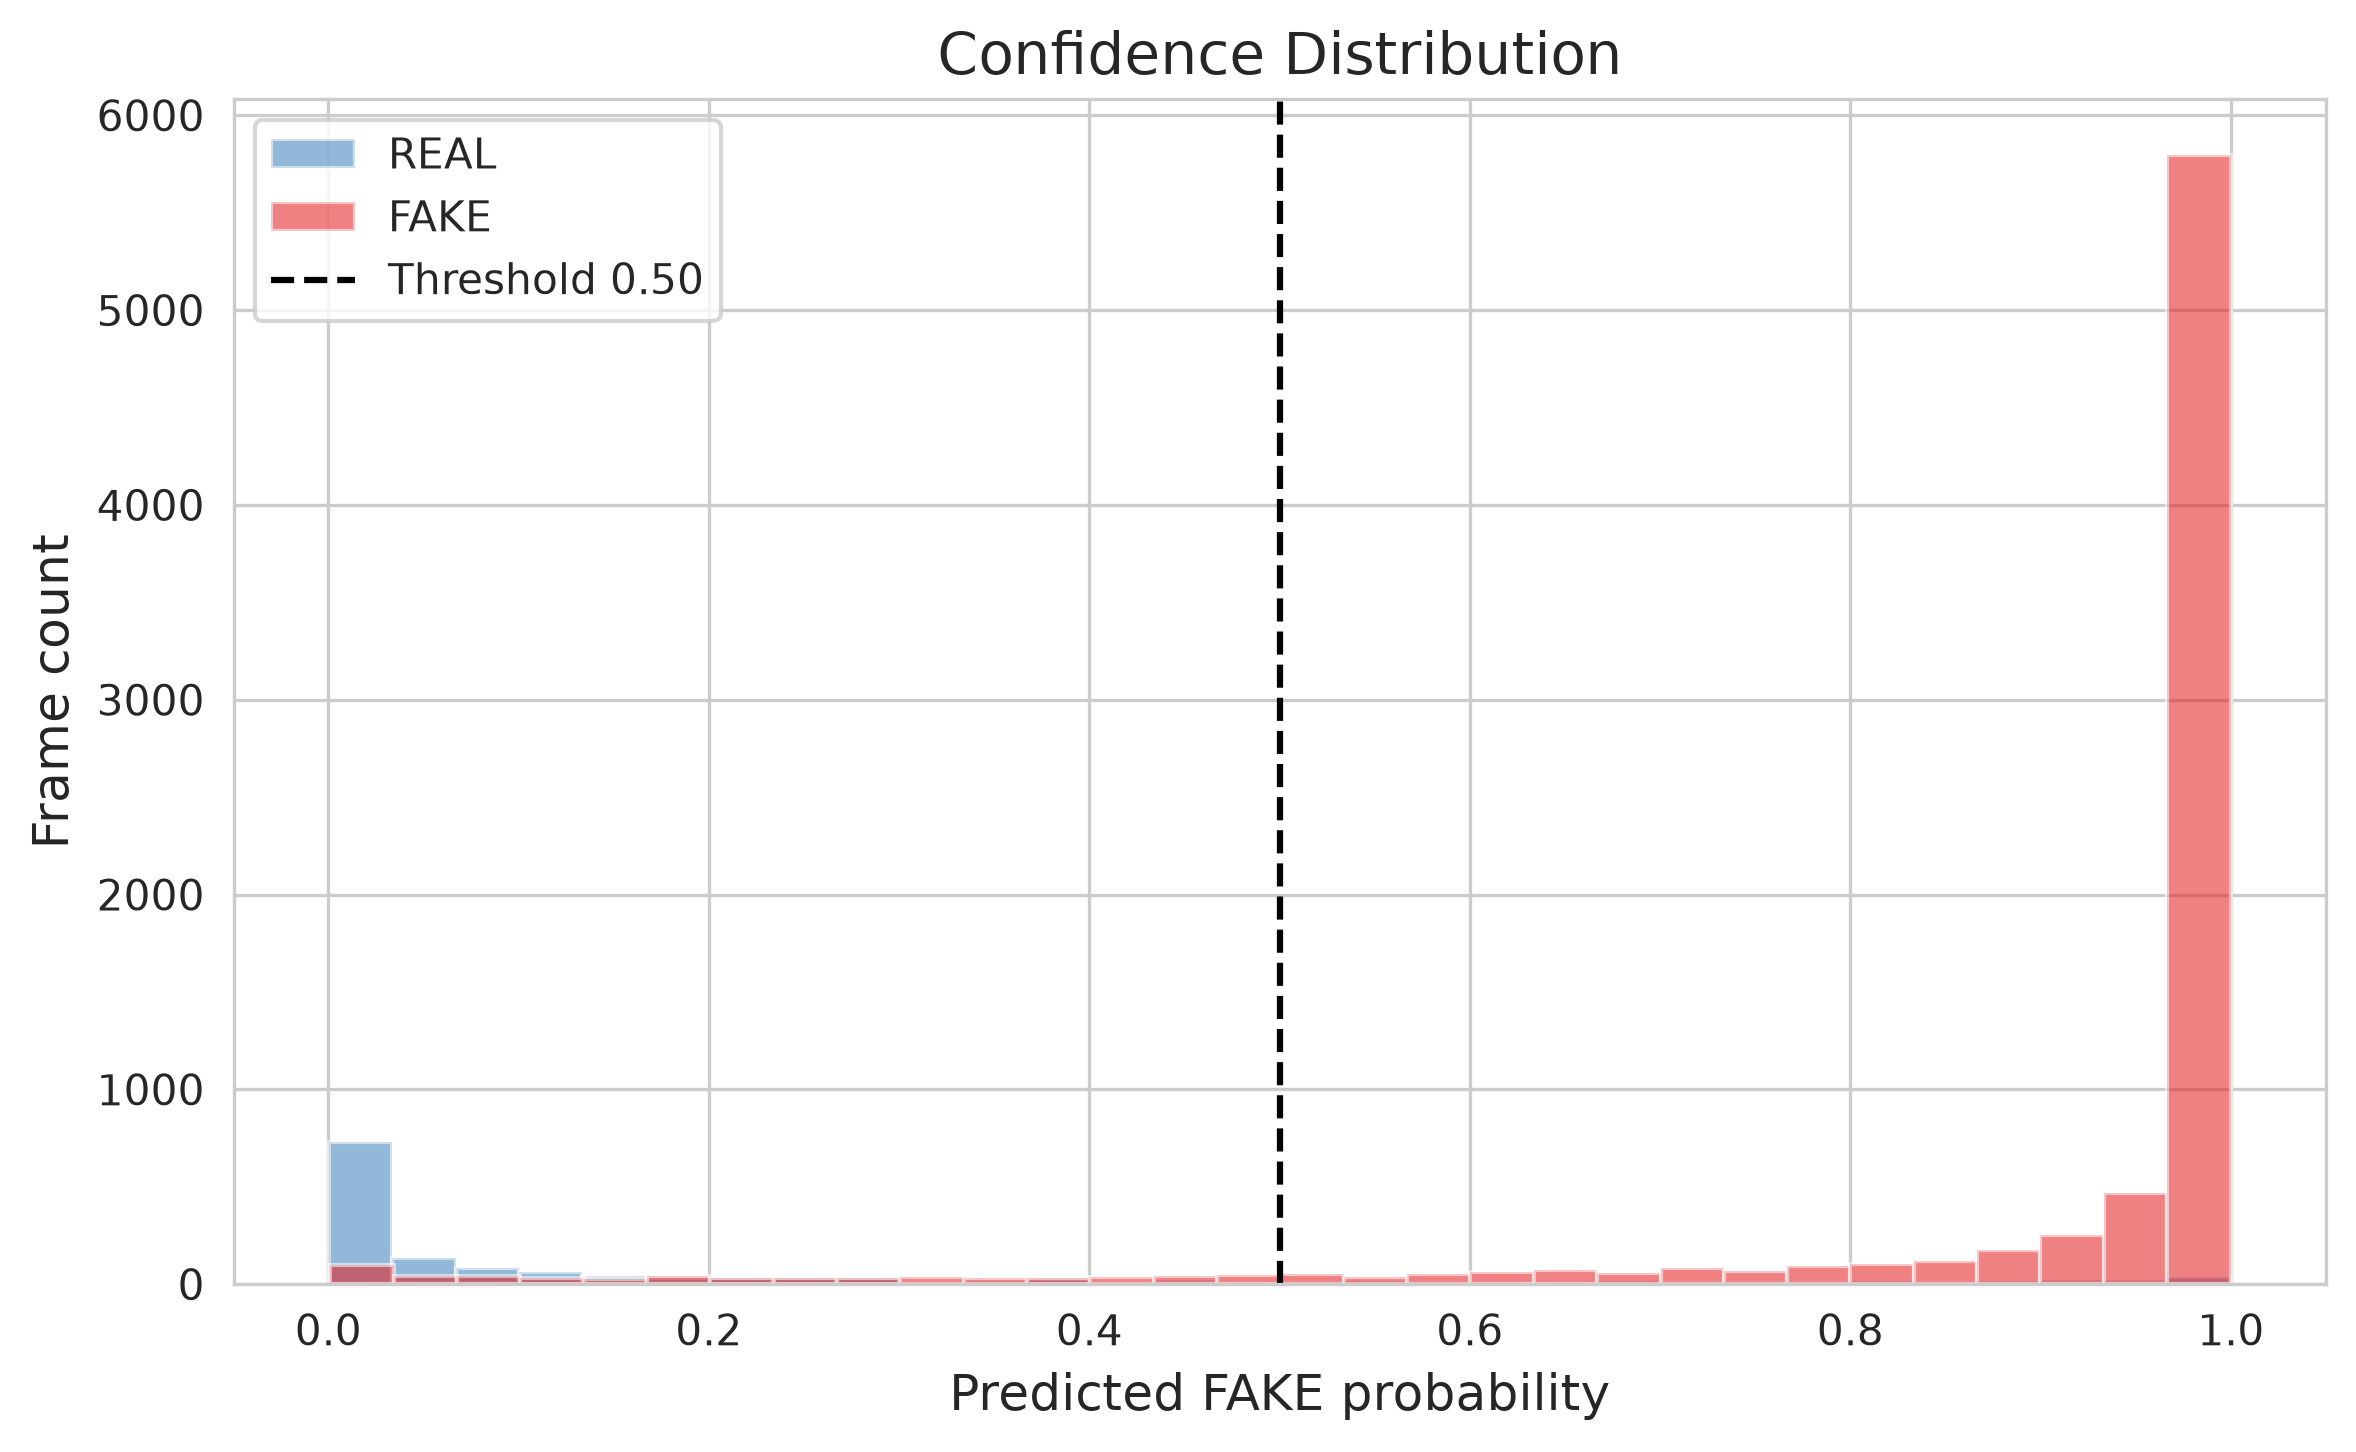 Confidence Distribution
6000
5000
4000
3000
2000
1000
0
REAL
FAKE
Threshold 0.50
Frame count
0.0 0.2 0.4 0.6 0.8 1.0
Predicted FAKE probability